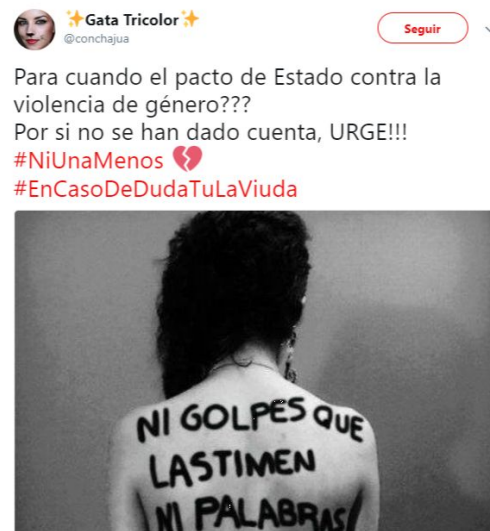 ✨Gata Tricolor✨
@conchajua
Seguir
Para cuando el pacto de Estado contra la
violencia de género???
Por si no se han dado cuenta, URGE!!!
#NiUnaMenos 💔
#EnCasoDeDudaTuLaViuda
NI GOLPES QUE
LASTIMEN
NI PALABRAS